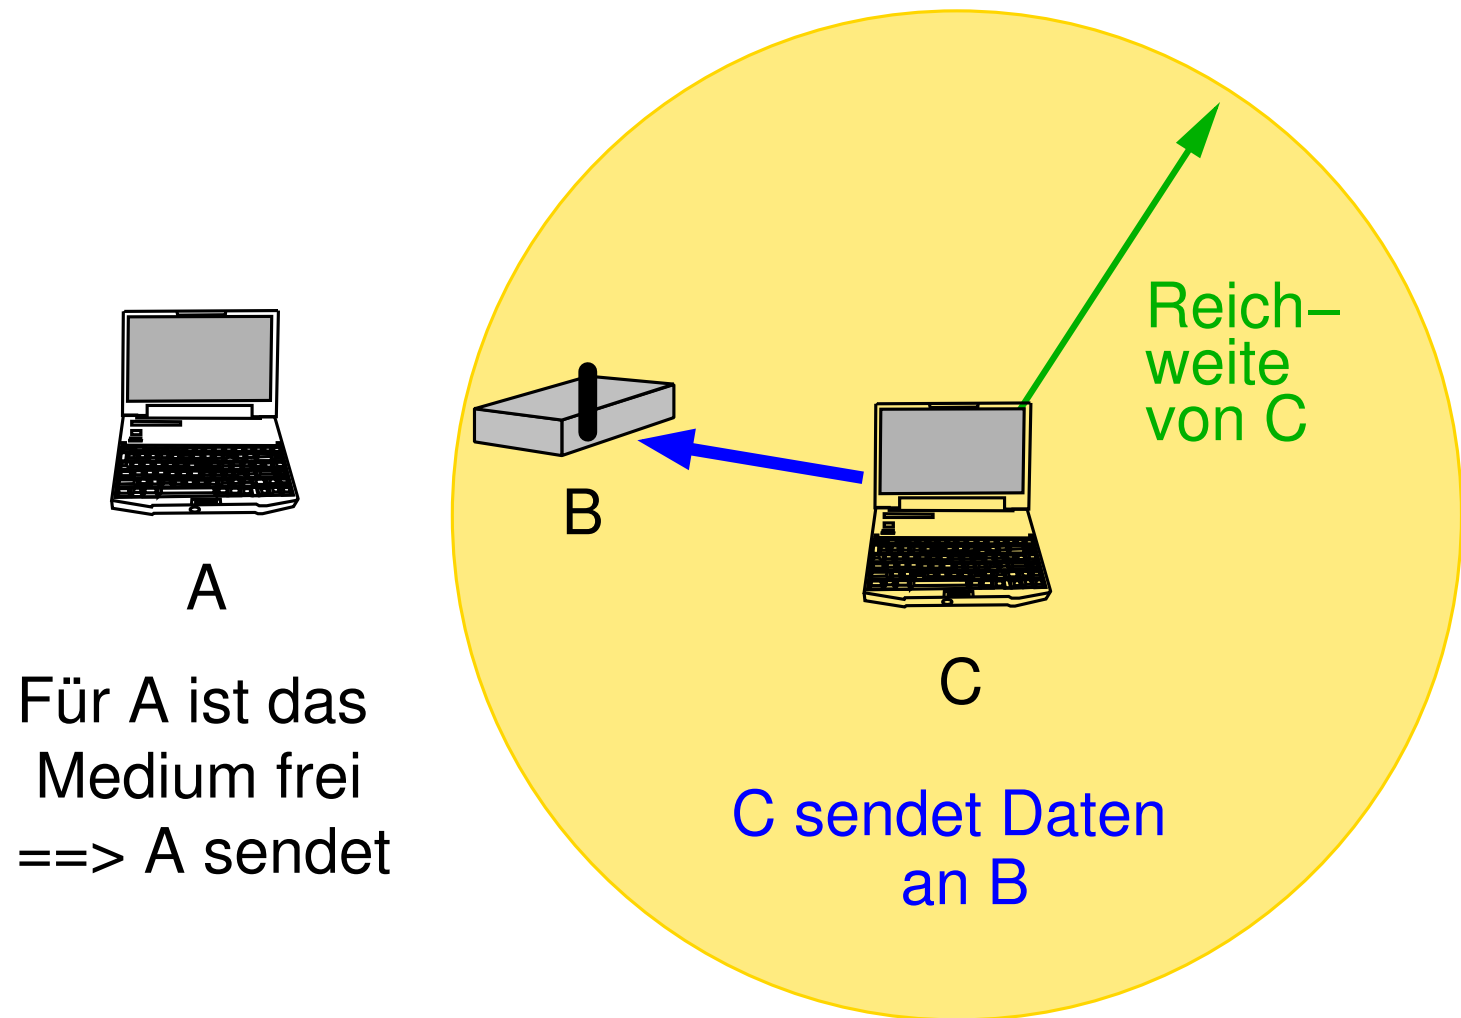 Reich–
weite
von C
B
A
C
Für A ist das
Medium frei
==> A sendet
C sendet Daten
an B